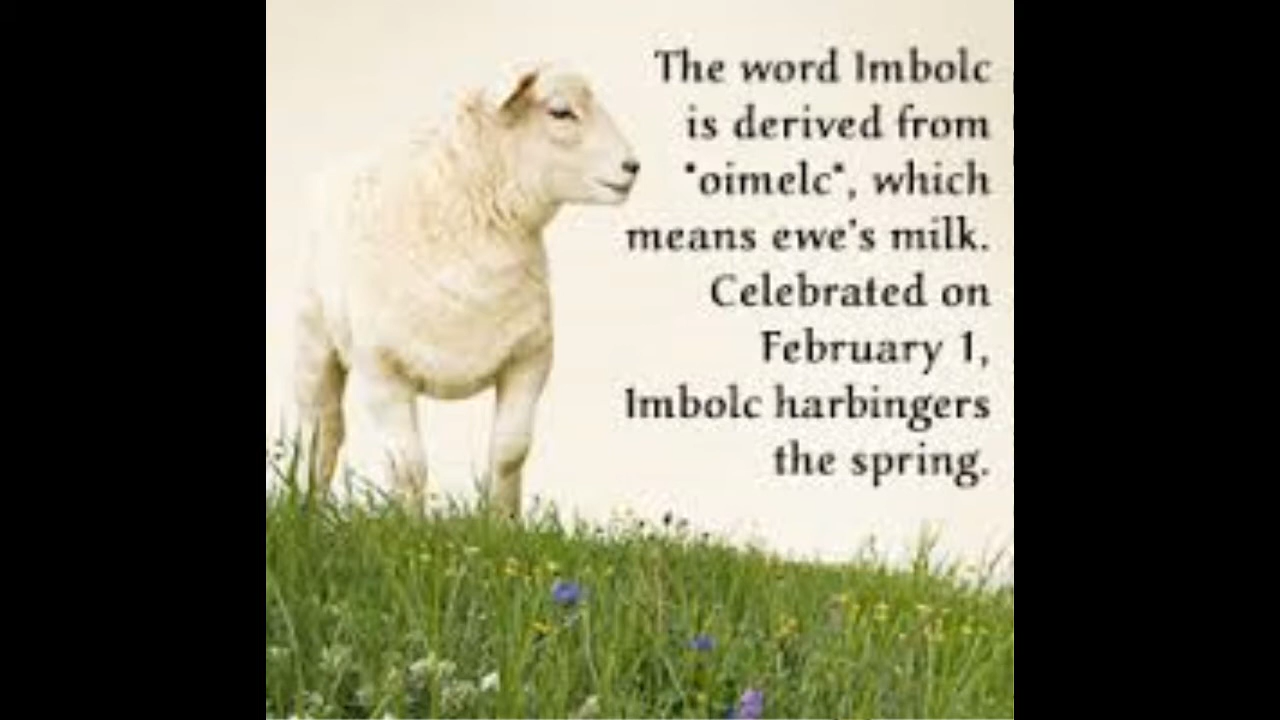 The word Imbolc
is derived from
"oimelc", which
means ewe's milk.
Celebrated on
February 1,
Imbolc harbingers
the spring.